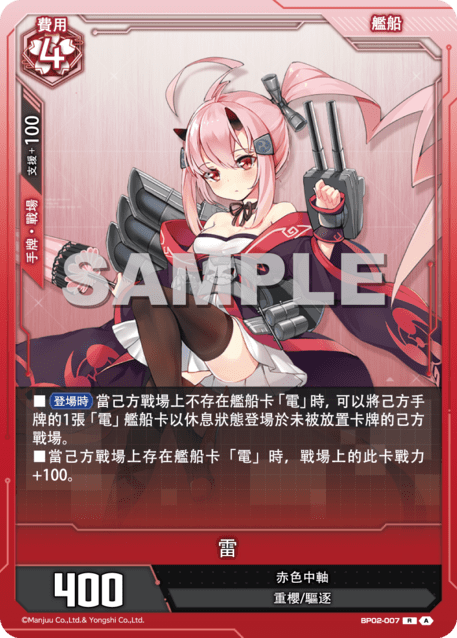 費用
艦船
4
支援+100
手牌・戰場
SAMPLE
■ 登場時 當己方戰場上不存在艦船卡「電」時，可以將己方手
牌的1張「電」艦船卡以休息狀態登場於未被放置卡牌的己方
戰場。
■當己方戰場上存在艦船卡「電」時，戰場上的此卡戰力
+100。
雷
400
赤色中軸
重櫻/驅逐
©Manjuu Co.,Ltd.& Yongshi Co.,Ltd.
BP02-007 R A